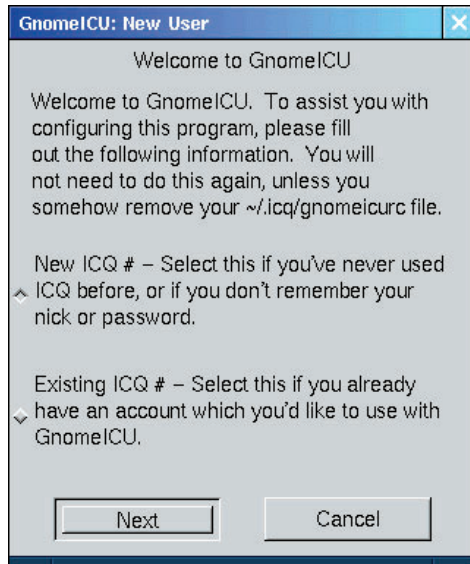 GnomeICU: New User
Welcome to GnomeICU
Welcome to GnomeICU. To assist you with
configuring this program, please fill
out the following information. You will
not need to do this again, unless you
somehow remove your ~/.icq/gnomeicurc file.
New ICQ # – Select this if you've never used
ICQ before, or if you don't remember your
nick or password.
Existing ICQ # – Select this if you already
have an account which you'd like to use with
GnomeICU.
Next
Cancel